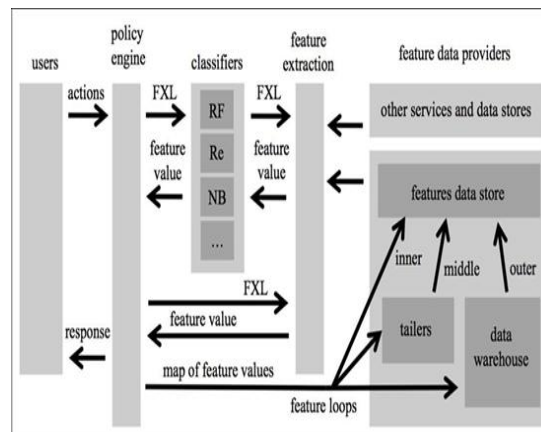 users
policy
engine
classifiers
feature
extraction
feature data providers
actions
FXL
FXL
RF
other services and data stores
feature
value
Re
feature
value
NB
features data store
...
inner
middle
outer
FXL
feature value
tailers
data
warehouse
response
map of feature values
feature loops